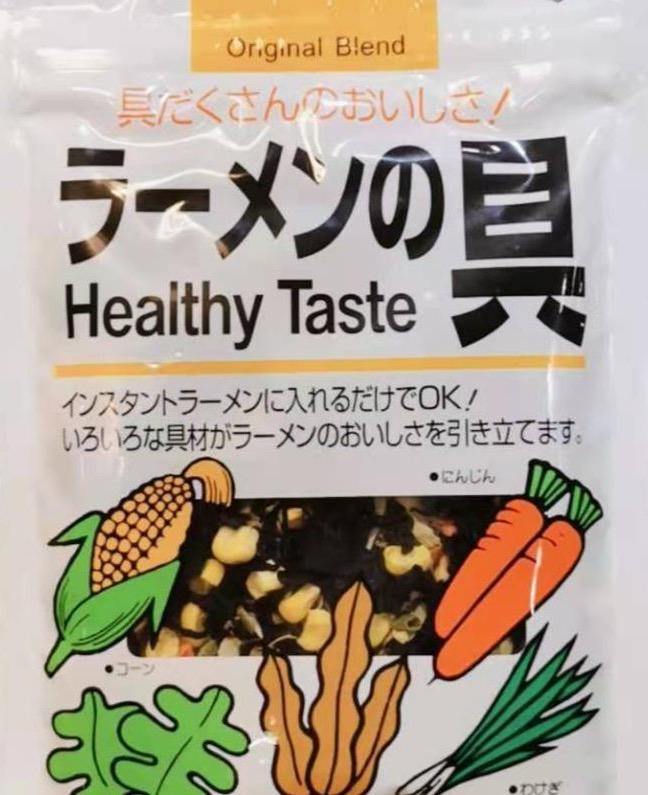 Original Blend
具だくさんのおいしさ!
ラーメンの具
Healthy Taste
インスタントラーメンに入れるだけでOK!
いろいろな具材がラーメンのおいしさを引き立てます。
●にんじん
●コーン
●わけぎ